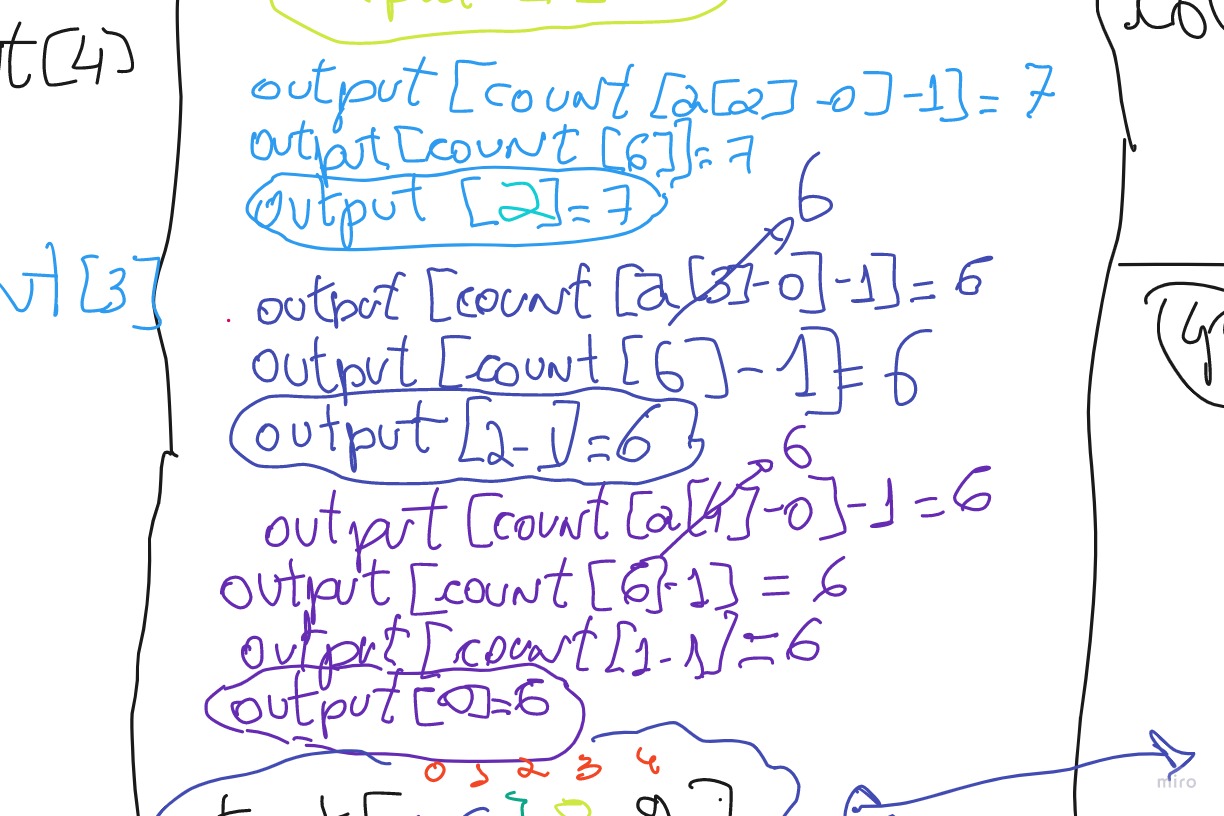 t[4]
output [count [a[2] -0]-1] = 7
output [count [6]] = 7
output [2] = 7
6
ut[3]
output [count [a[3]-0]-1] = 6
output [count [6]-1] = 6
output [2-1] = 6
6
output [count [a[4]-0]-1 = 6
output [count [6]-1] = 6
output [count [1-1] = 6
output [0] = 6
0 1 2 3 4
miro